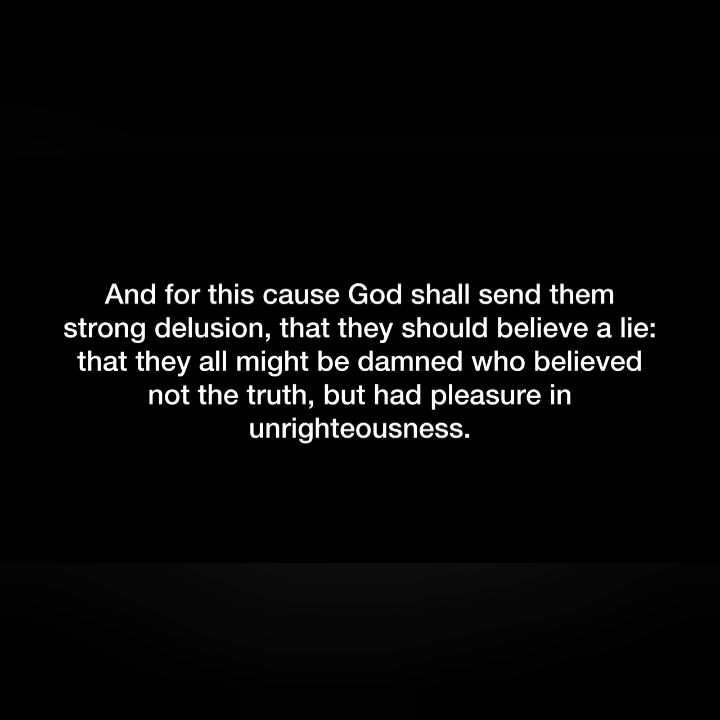 And for this cause God shall send them
strong delusion, that they should believe a lie:
that they all might be damned who believed
not the truth, but had pleasure in
unrighteousness.